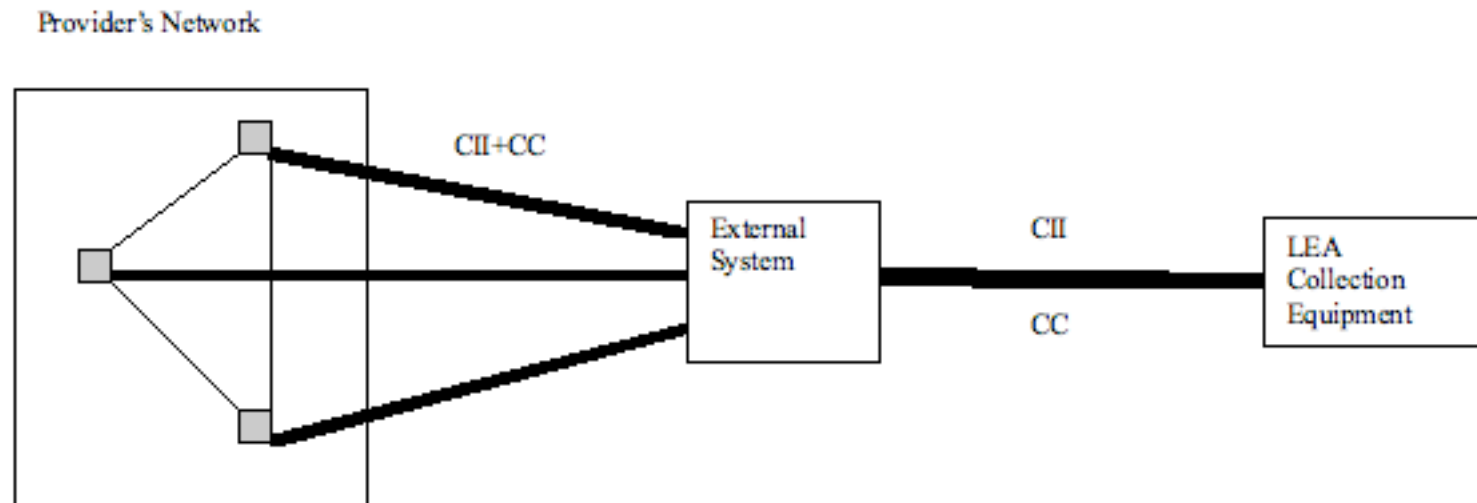 Provider's Network
CII+CC
External
System
CII
CC
LEA
Collection
Equipment